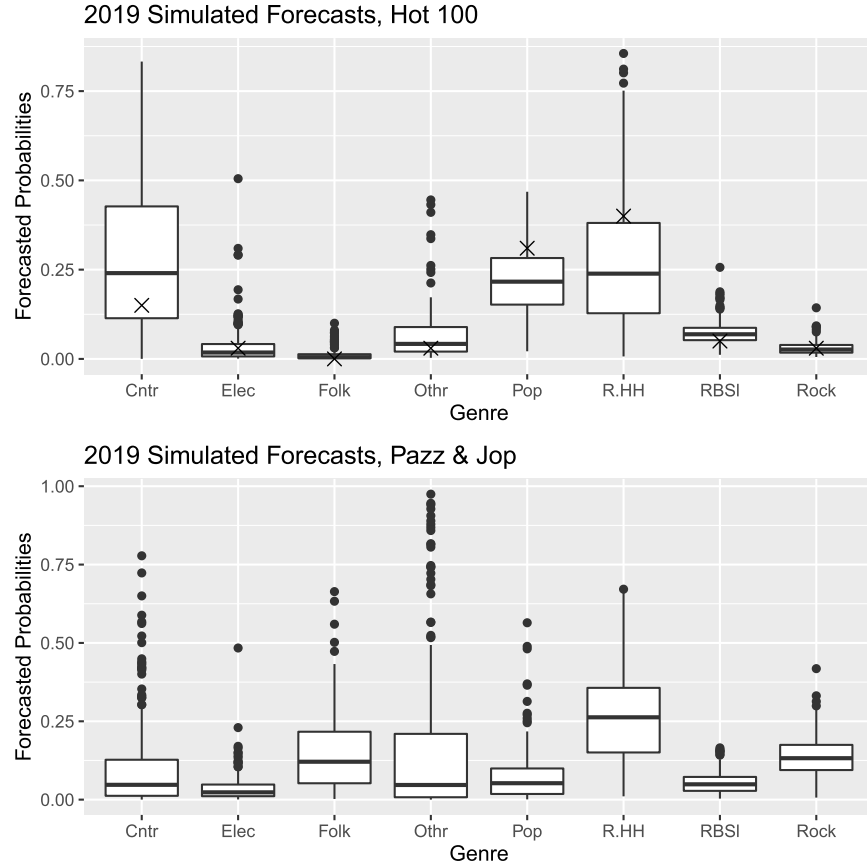 2019 Simulated Forecasts, Hot 100
Forecasted Probabilities
0.75
0.50
0.25
0.00
Cntr Elec Folk Othr Pop R.HH RBSl Rock
Genre
2019 Simulated Forecasts, Pazz & Jop
Forecasted Probabilities
1.00
0.75
0.50
0.25
0.00
Cntr Elec Folk Othr Pop R.HH RBSl Rock
Genre